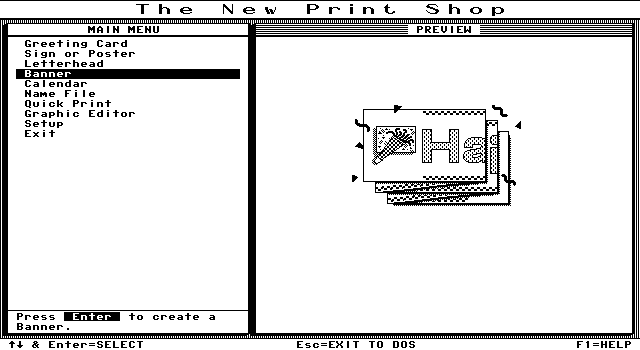 The New Print Shop
MAIN MENU
Greeting Card
Sign or Poster
Letterhead
Banner
Calendar
Name File
Quick Print
Graphic Editor
Setup
Exit
Press Enter to create a
Banner.
PREVIEW
Ha
↑↓ & Enter=SELECT
Esc=EXIT TO DOS
F1=HELP